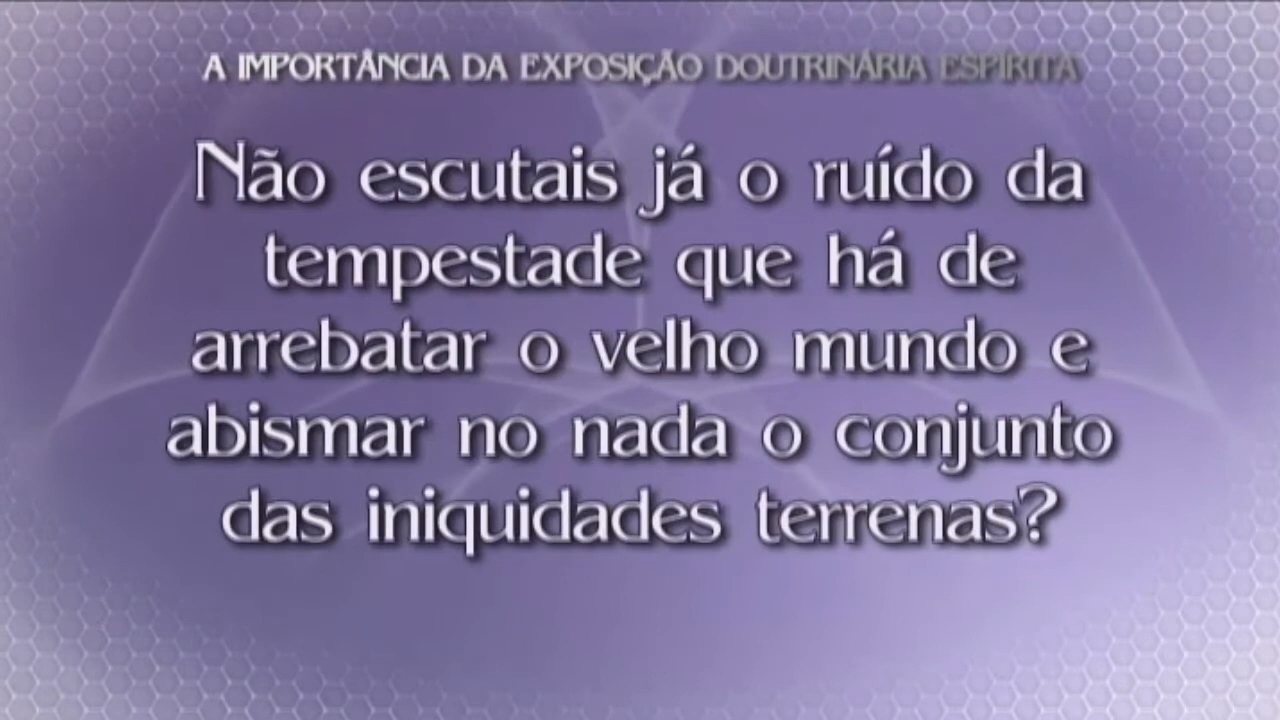 A IMPORTÂNCIA DA EXPOSIÇÃO DOUTRINÁRIA ESPÍRITA
Não escutais já o ruído da
tempestade que há de
arrebatar o velho mundo e
abismar no nada o conjunto
das iniquidades terrenas?